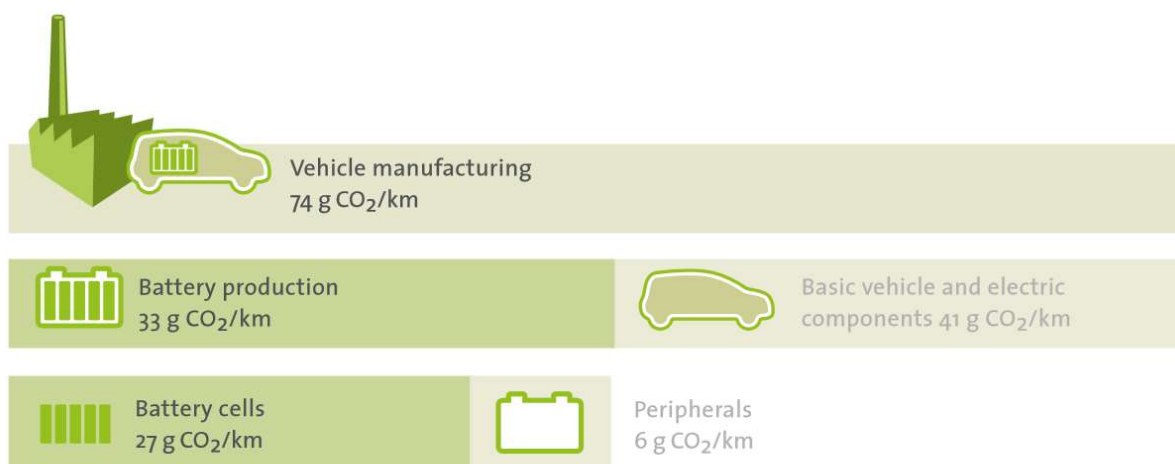 Vehicle manufacturing
74 g CO₂/km
Battery production
33 g CO₂/km
Basic vehicle and electric
components 41 g CO₂/km
Battery cells
27 g CO₂/km
Peripherals
6 g CO₂/km